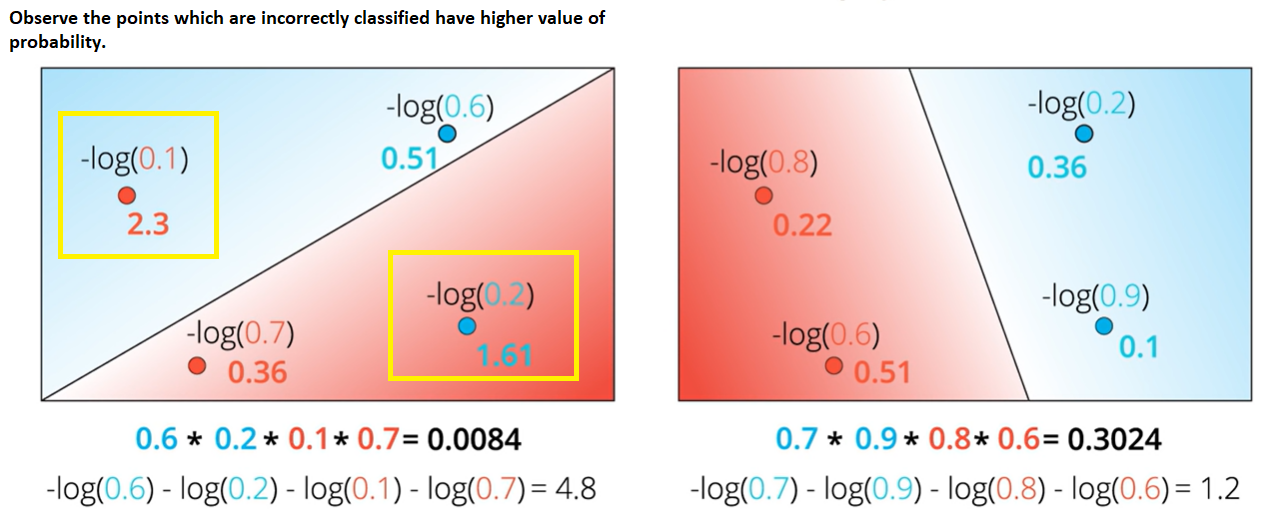 Observe the points which are incorrectly classified have higher value of
probability.
-log(0.6)
0.51
-log(0.1)
2.3
-log(0.2)
1.61
-log(0.7)
0.36
0.6 * 0.2 * 0.1 * 0.7 = 0.0084
-log(0.6) - log(0.2) - log(0.1) - log(0.7) = 4.8
-log(0.2)
0.36
-log(0.8)
0.22
-log(0.9)
0.1
-log(0.6)
0.51
0.7 * 0.9 * 0.8 * 0.6 = 0.3024
-log(0.7) - log(0.9) - log(0.8) - log(0.6) = 1.2